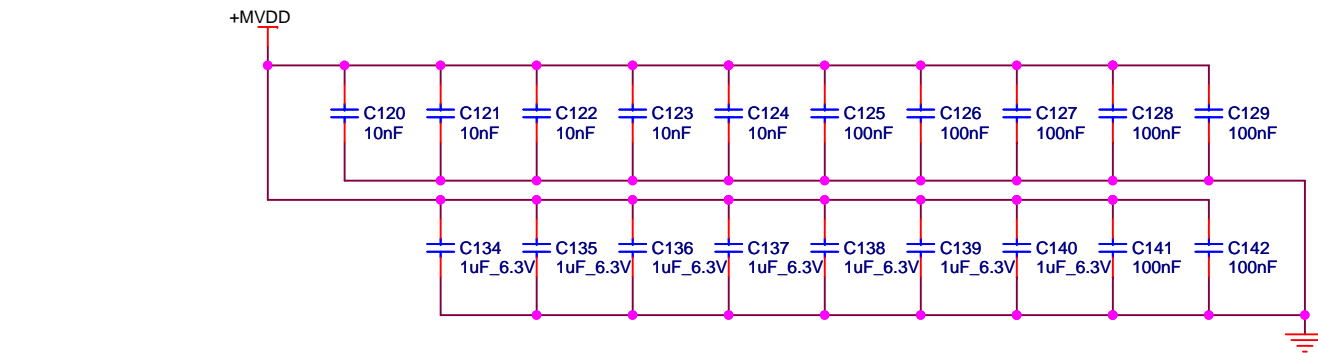 +MVDD
C120 C121 C122 C123 C124 C125 C126 C127 C128 C129
10nF 10nF 10nF 10nF 10nF 100nF 100nF 100nF 100nF 100nF
C134 C135 C136 C137 C138 C139 C140 C141 C142
1uF_6.3V 1uF_6.3V 1uF_6.3V 1uF_6.3V 1uF_6.3V 1uF_6.3V 1uF_6.3V 100nF 100nF